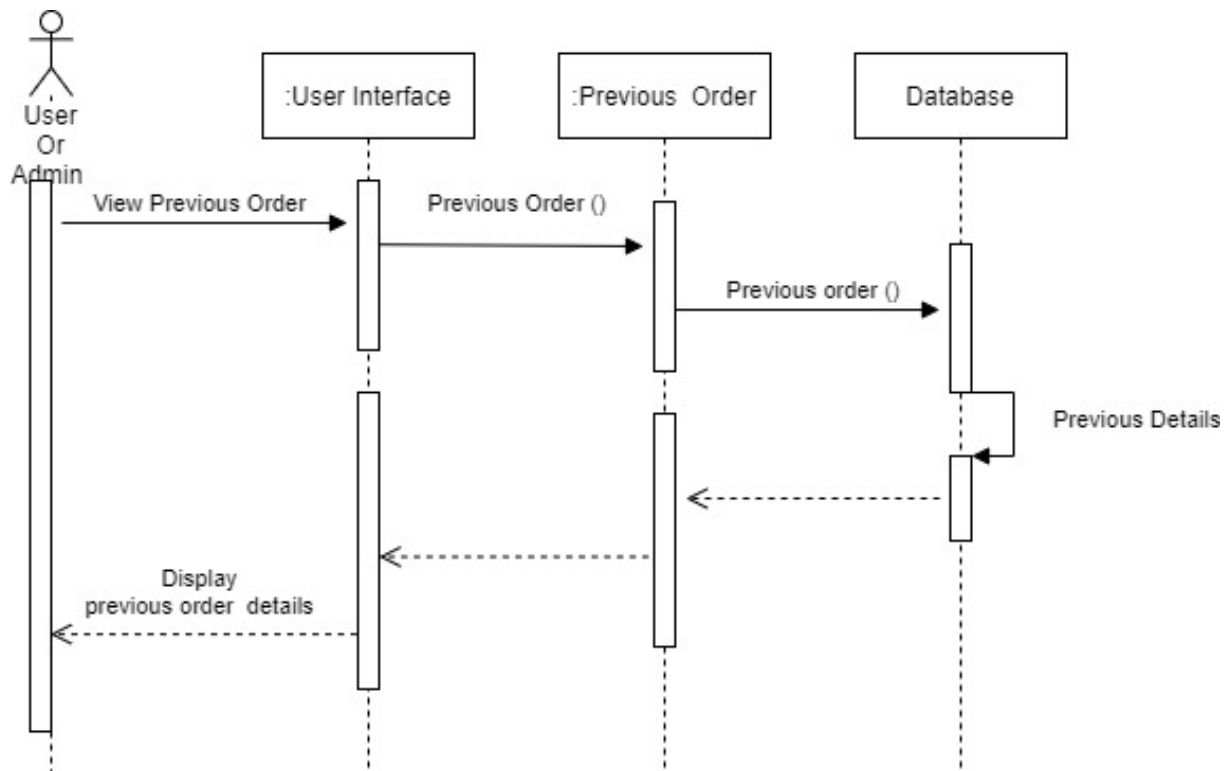 User
Or
Admin
:User Interface
:Previous  Order
Database
View Previous Order
Previous Order ()
Previous order ()
Previous Details
Display
previous order  details